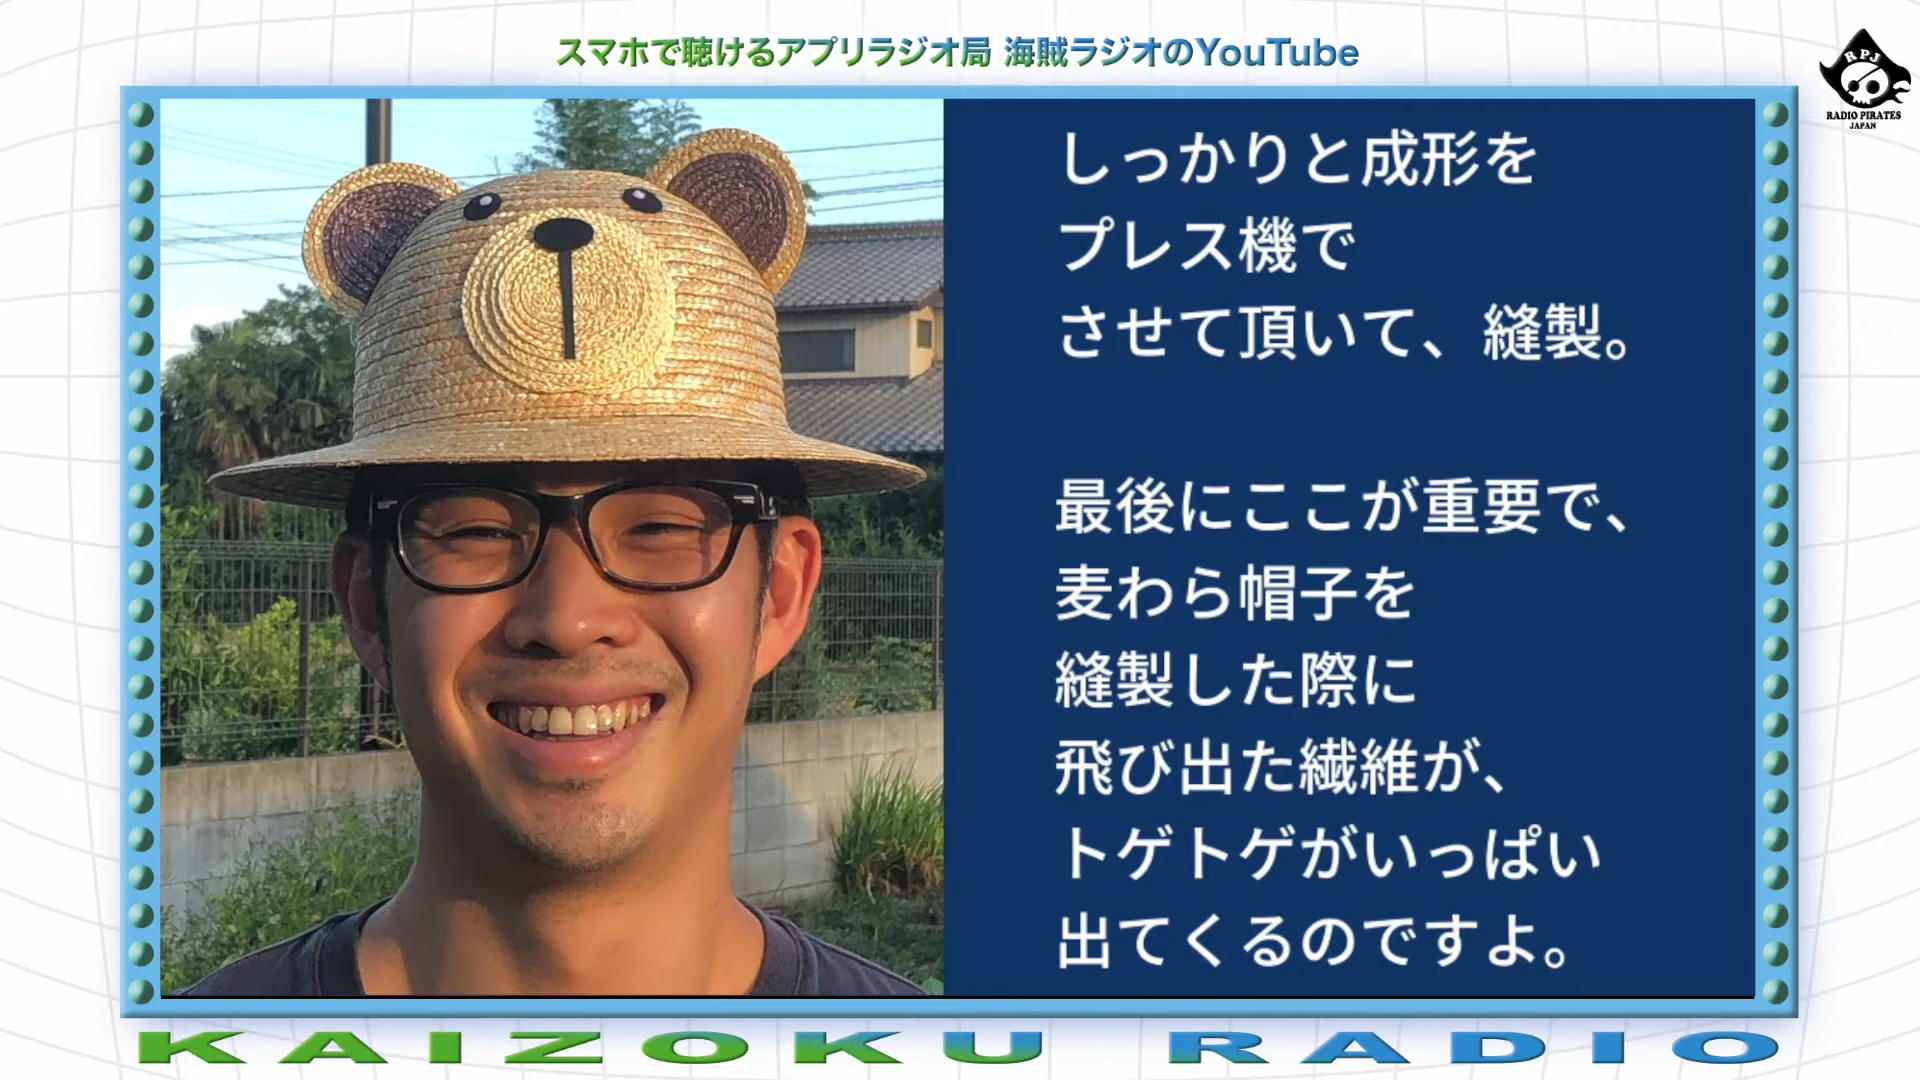 スマホで聴けるアプリラジオ局 海賊ラジオのYouTube
RPJ
RADIO PIRATES
JAPAN
しっかりと成形を
プレス機で
させて頂いて、縫製。
最後にここが重要で、
麦わら帽子を
縫製した際に
飛び出た繊維が、
トゲトゲがいっぱい
出てくるのですよ。
KAIZOKU RADIO